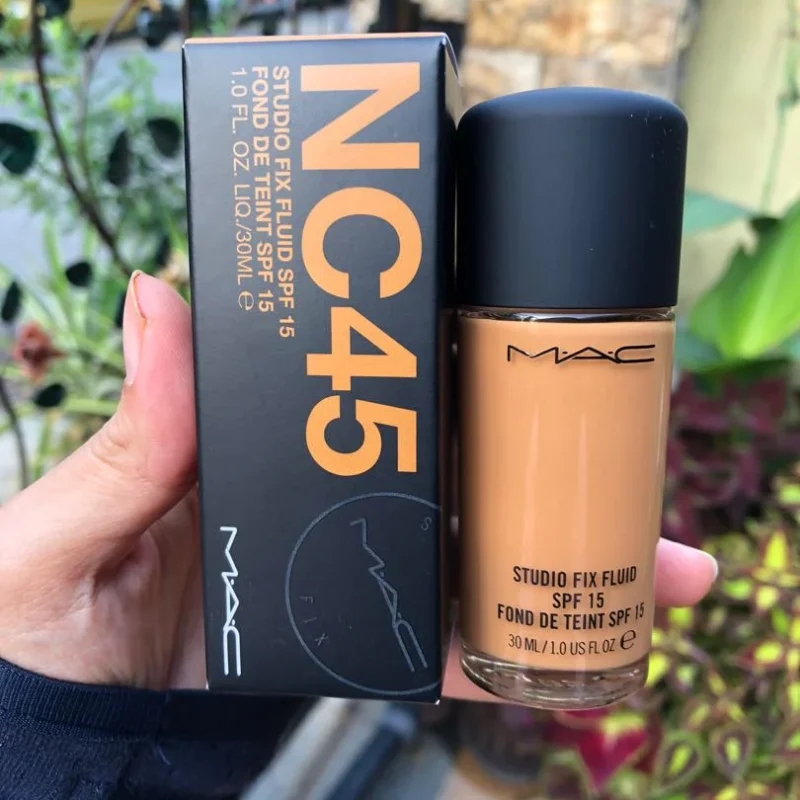 NC45
STUDIO FIX FLUID SPF 15
FOND DE TEINT SPF 15
1.0 FL. OZ. LIQ./30ML ℮
M·A·C
M·A·C
S
FIX
M·A·C
STUDIO FIX FLUID
SPF 15
FOND DE TEINT SPF 15
30 ML / 1.0 US FL OZ ℮